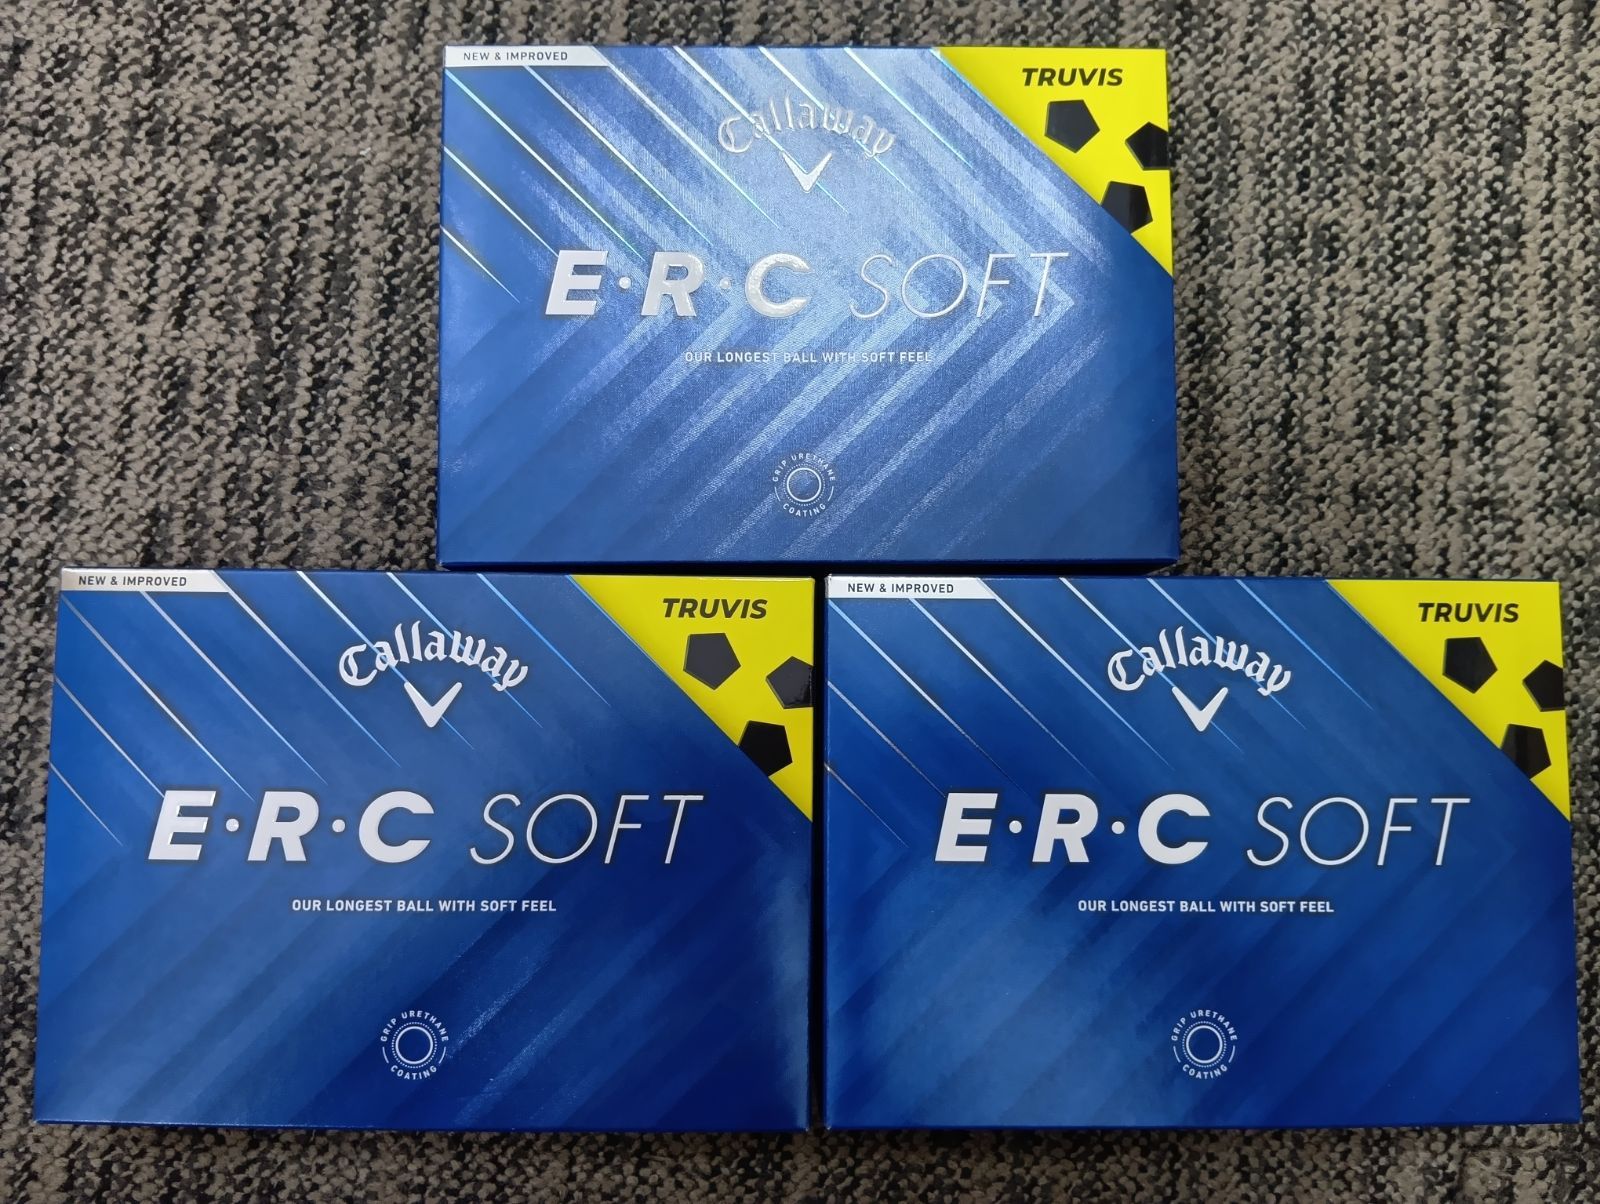 NEW & IMPROVED
TRUVIS
Callaway
E·R·C SOFT
OUR LONGEST BALL WITH SOFT FEEL
GRIP URETHANE
COATING
NEW & IMPROVED
TRUVIS
Callaway
E·R·C SOFT
OUR LONGEST BALL WITH SOFT FEEL
GRIP URETHANE
COATING
NEW & IMPROVED
TRUVIS
Callaway
E·R·C SOFT
OUR LONGEST BALL WITH SOFT FEEL
GRIP URETHANE
COATING